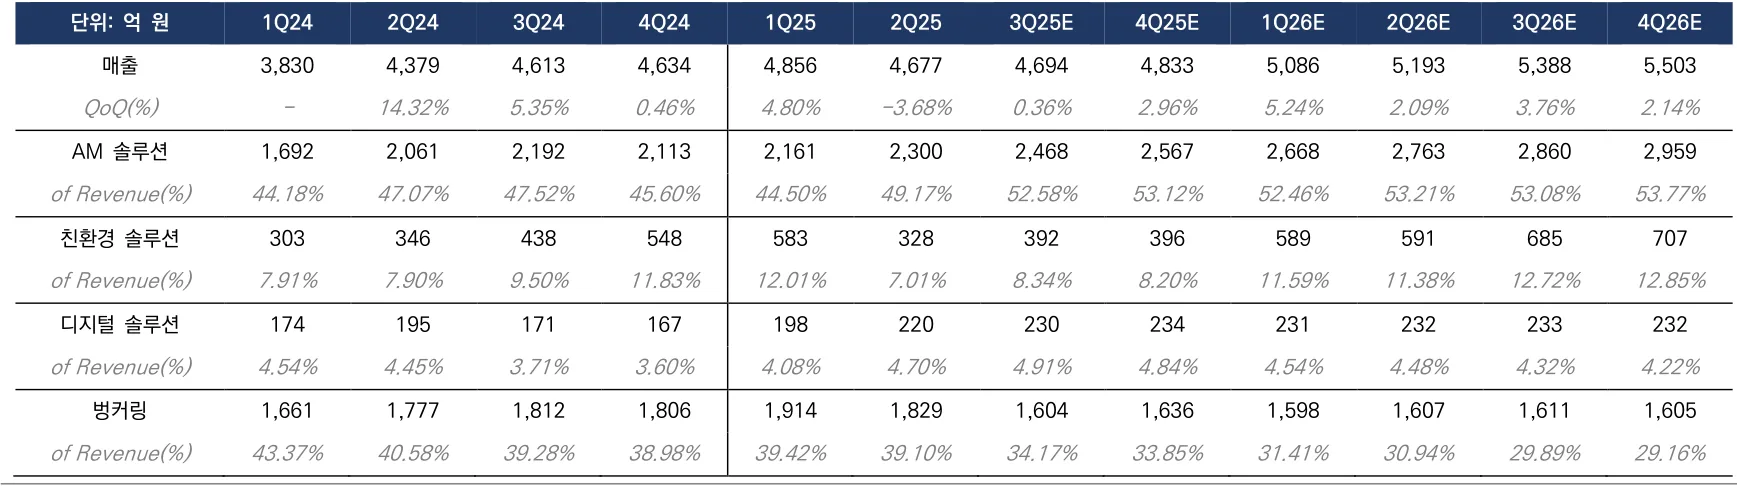 단위: 억 원 1Q24 2Q24 3Q24 4Q24 1Q25 2Q25 3Q25E 4Q25E 1Q26E 2Q26E 3Q26E 4Q26E
매출 3,830 4,379 4,613 4,634 4,856 4,677 4,694 4,833 5,086 5,193 5,388 5,503
QoQ(%) - 14.32% 5.35% 0.46% 4.80% -3.68% 0.36% 2.96% 5.24% 2.09% 3.76% 2.14%
AM 솔루션 1,692 2,061 2,192 2,113 2,161 2,300 2,468 2,567 2,668 2,763 2,860 2,959
of Revenue(%) 44.18% 47.07% 47.52% 45.60% 44.50% 49.17% 52.58% 53.12% 52.46% 53.21% 53.08% 53.77%
친환경 솔루션 303 346 438 548 583 328 392 396 589 591 685 707
of Revenue(%) 7.91% 7.90% 9.50% 11.83% 12.01% 7.01% 8.34% 8.20% 11.59% 11.38% 12.72% 12.85%
디지털 솔루션 174 195 171 167 198 220 230 234 231 232 233 232
of Revenue(%) 4.54% 4.45% 3.71% 3.60% 4.08% 4.70% 4.91% 4.84% 4.54% 4.48% 4.32% 4.22%
벙커링 1,661 1,777 1,812 1,806 1,914 1,829 1,604 1,636 1,598 1,607 1,611 1,605
of Revenue(%) 43.37% 40.58% 39.28% 38.98% 39.42% 39.10% 34.17% 33.85% 31.41% 30.94% 29.89% 29.16%